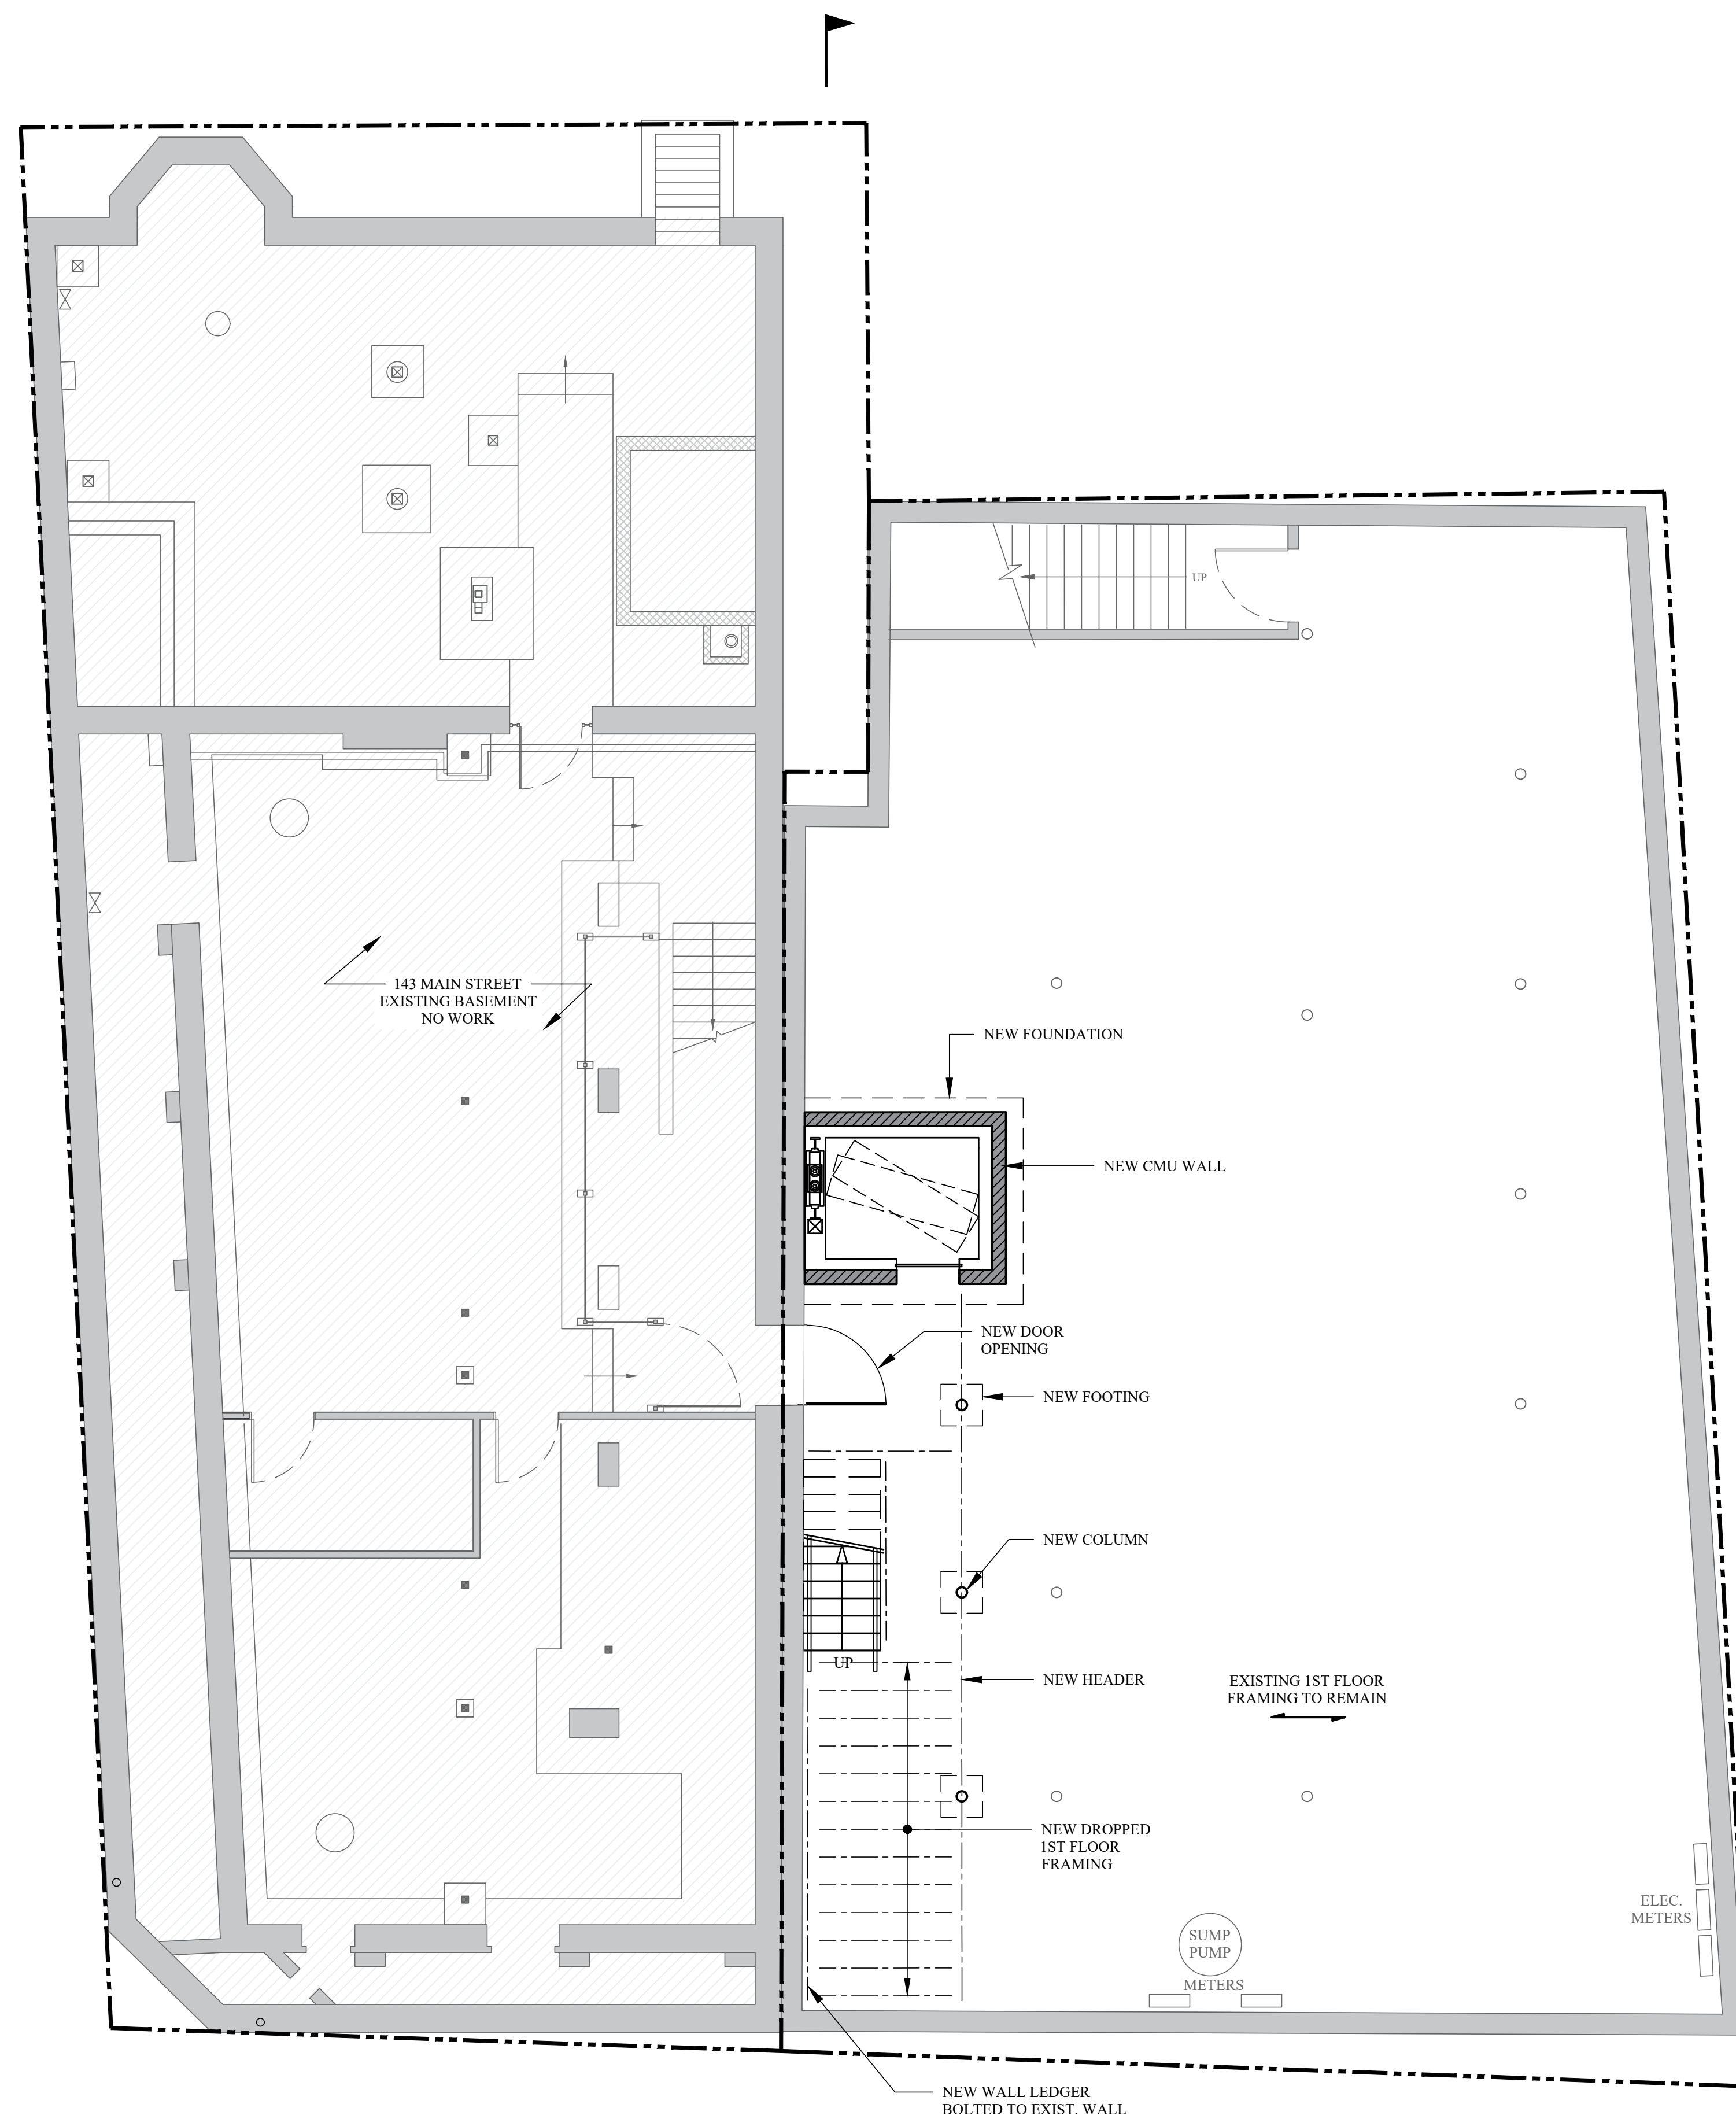 UP
143 MAIN STREET
EXISTING BASEMENT
NO WORK
NEW FOUNDATION
NEW CMU WALL
NEW DOOR
OPENING
NEW FOOTING
NEW COLUMN
UP
NEW HEADER
EXISTING 1ST FLOOR
FRAMING TO REMAIN
NEW DROPPED
1ST FLOOR
FRAMING
ELEC.
METERS
SUMP
PUMP
METERS
NEW WALL LEDGER
BOLTED TO EXIST. WALL